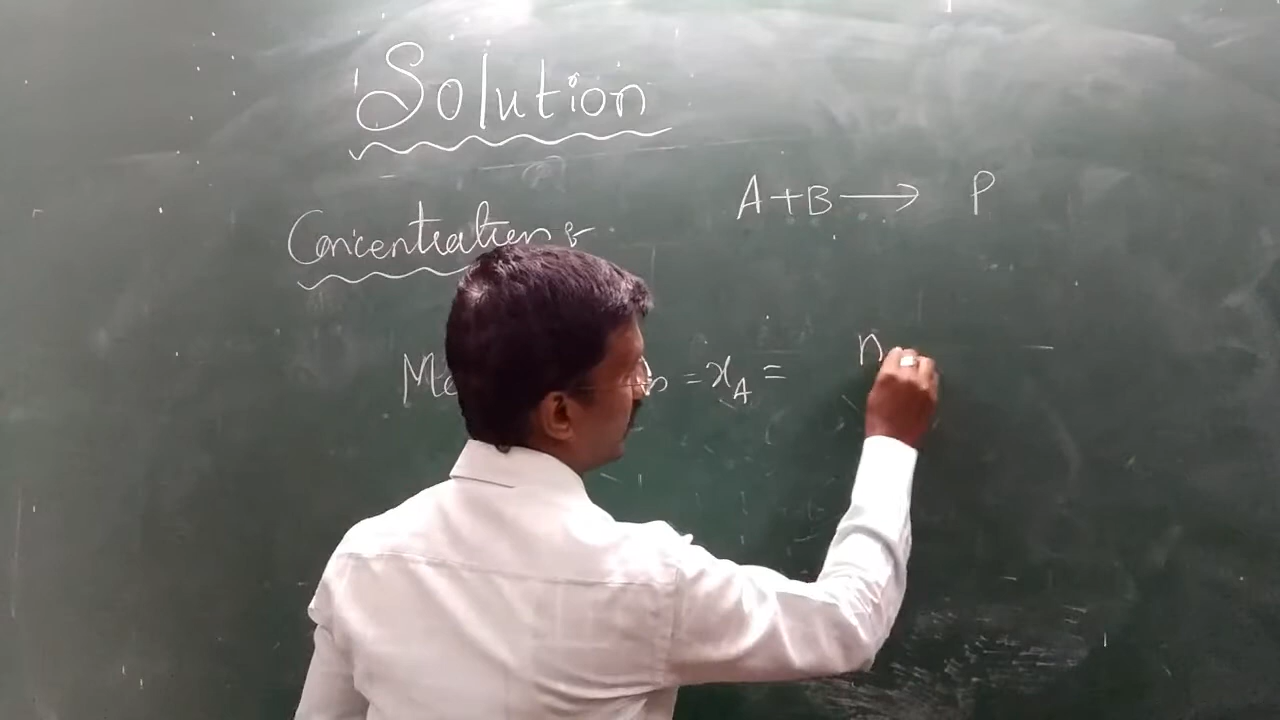 Solution
Concentration :-
A + B ⟶ P
= x_A = n